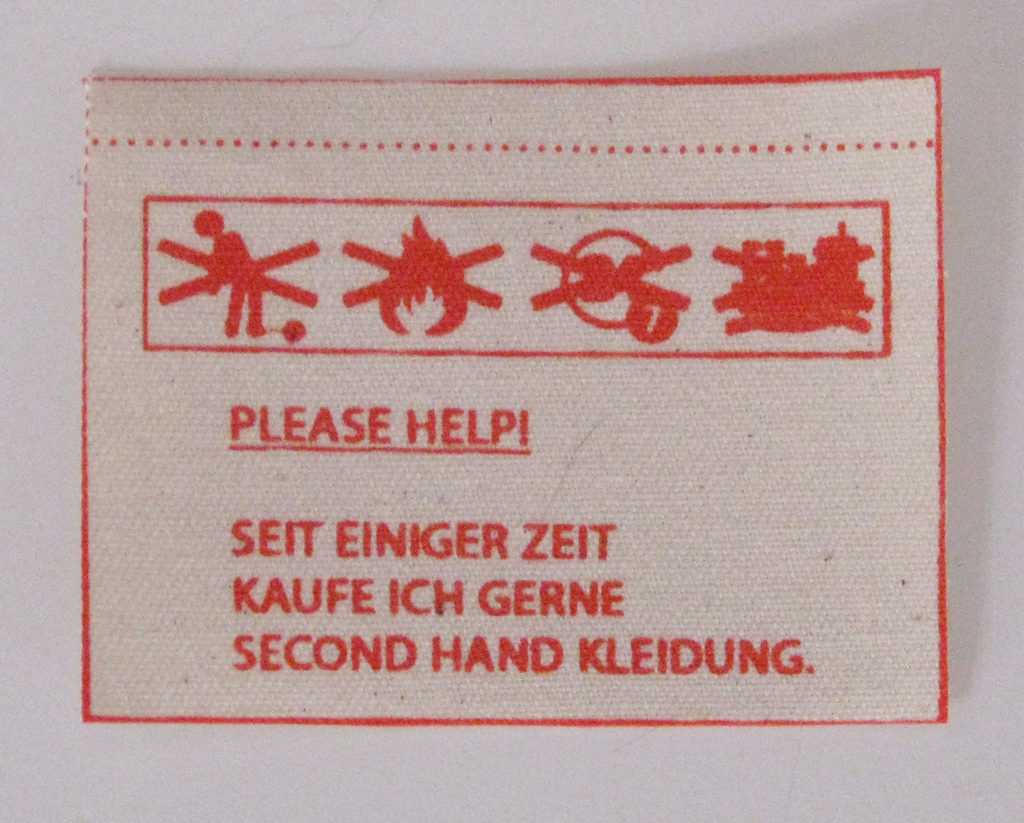 PLEASE HELP!
SEIT EINIGER ZEIT
KAUFE ICH GERNE
SECOND HAND KLEIDUNG.